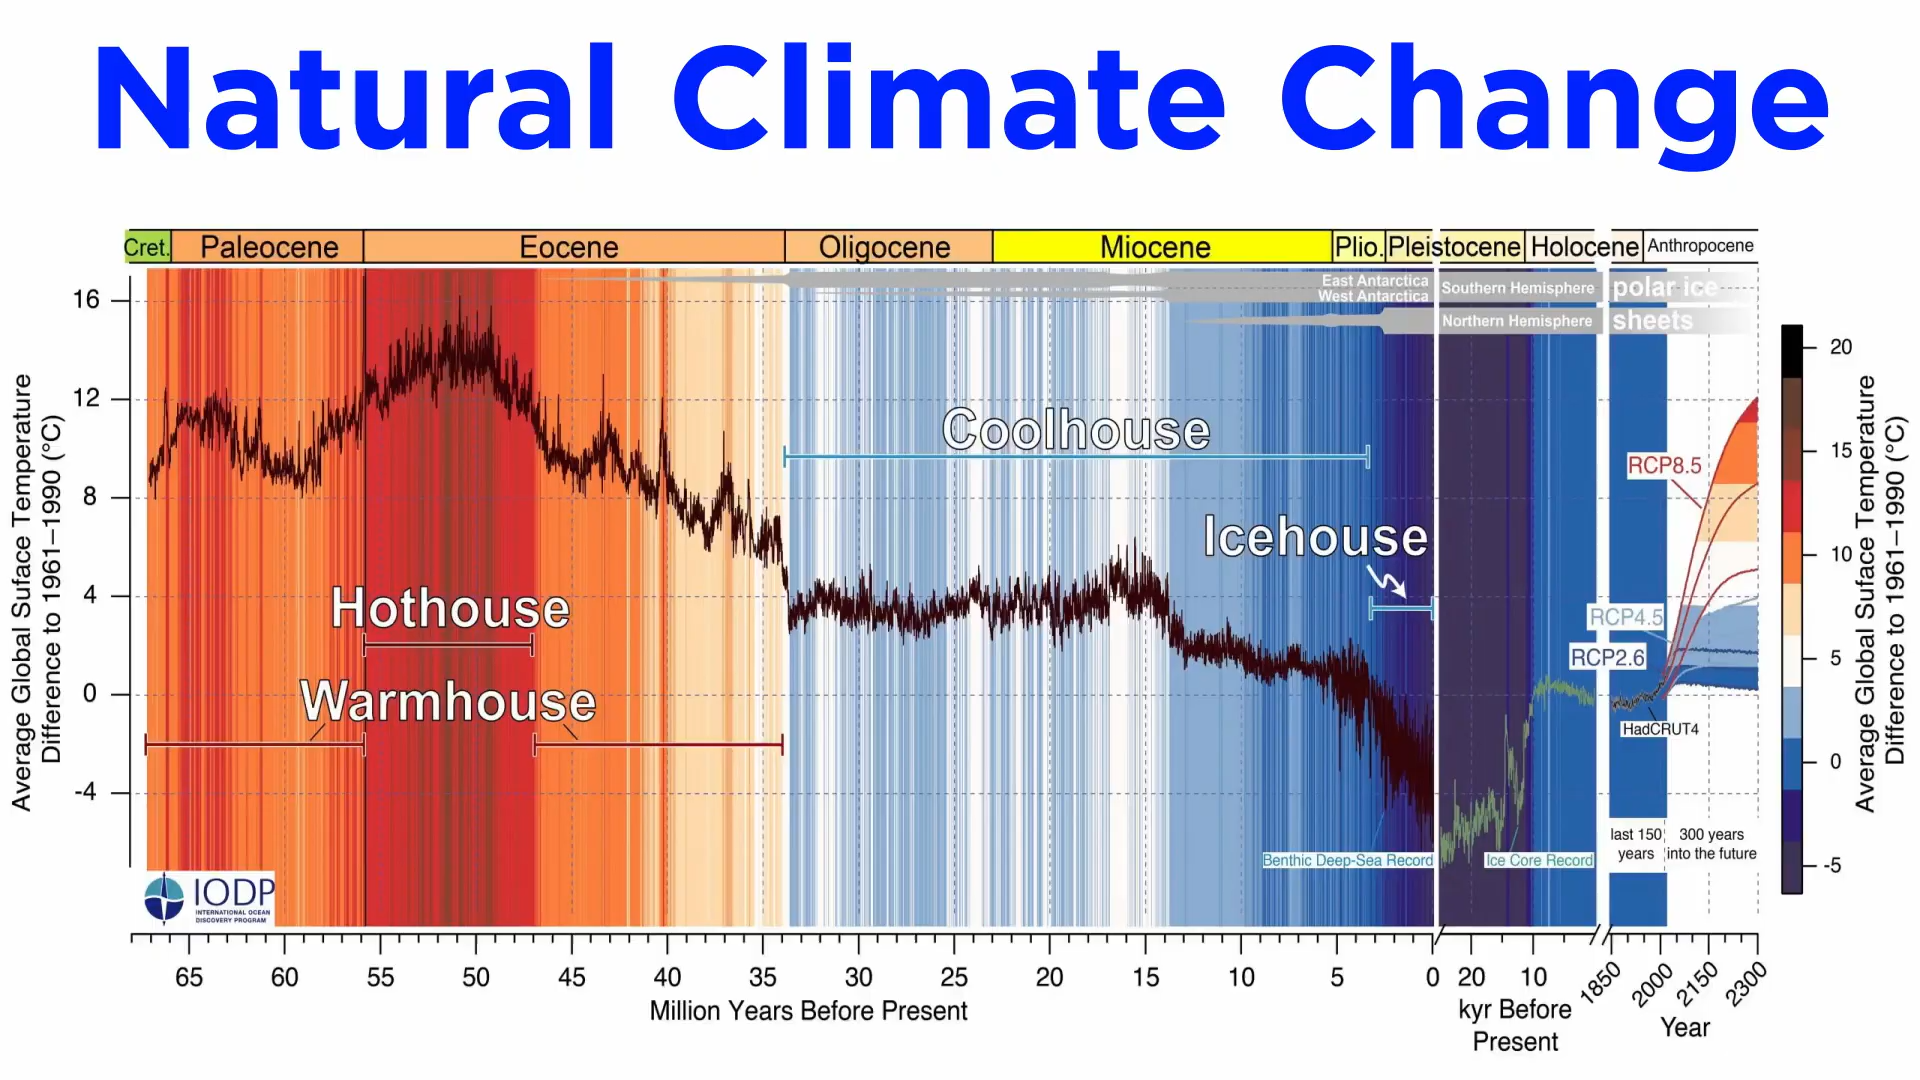 Natural Climate Change
Cret. Paleocene Eocene Oligocene Miocene Plio. Pleistocene Holocene Anthropocene
East Antarctica
West Antarctica
Southern Hemisphere
polar ice
Northern Hemisphere
sheets
16
12
8
4
0
-4
Average Global Suface Temperature
Difference to 1961–1990 (°C)
Coolhouse
Icehouse
Hothouse
Warmhouse
RCP8.5
RCP4.5
RCP2.6
HadCRUT4
last 150
years
300 years
into the future
Benthic Deep-Sea Record
Ice Core Record
IODP
INTERNATIONAL OCEAN
DISCOVERY PROGRAM
20
15
10
5
0
-5
Average Global Suface Temperature
Difference to 1961–1990 (°C)
65 60 55 50 45 40 35 30 25 20 15 10 5 0
Million Years Before Present
20 10
kyr Before
Present
1850 2000 2150 2300
Year